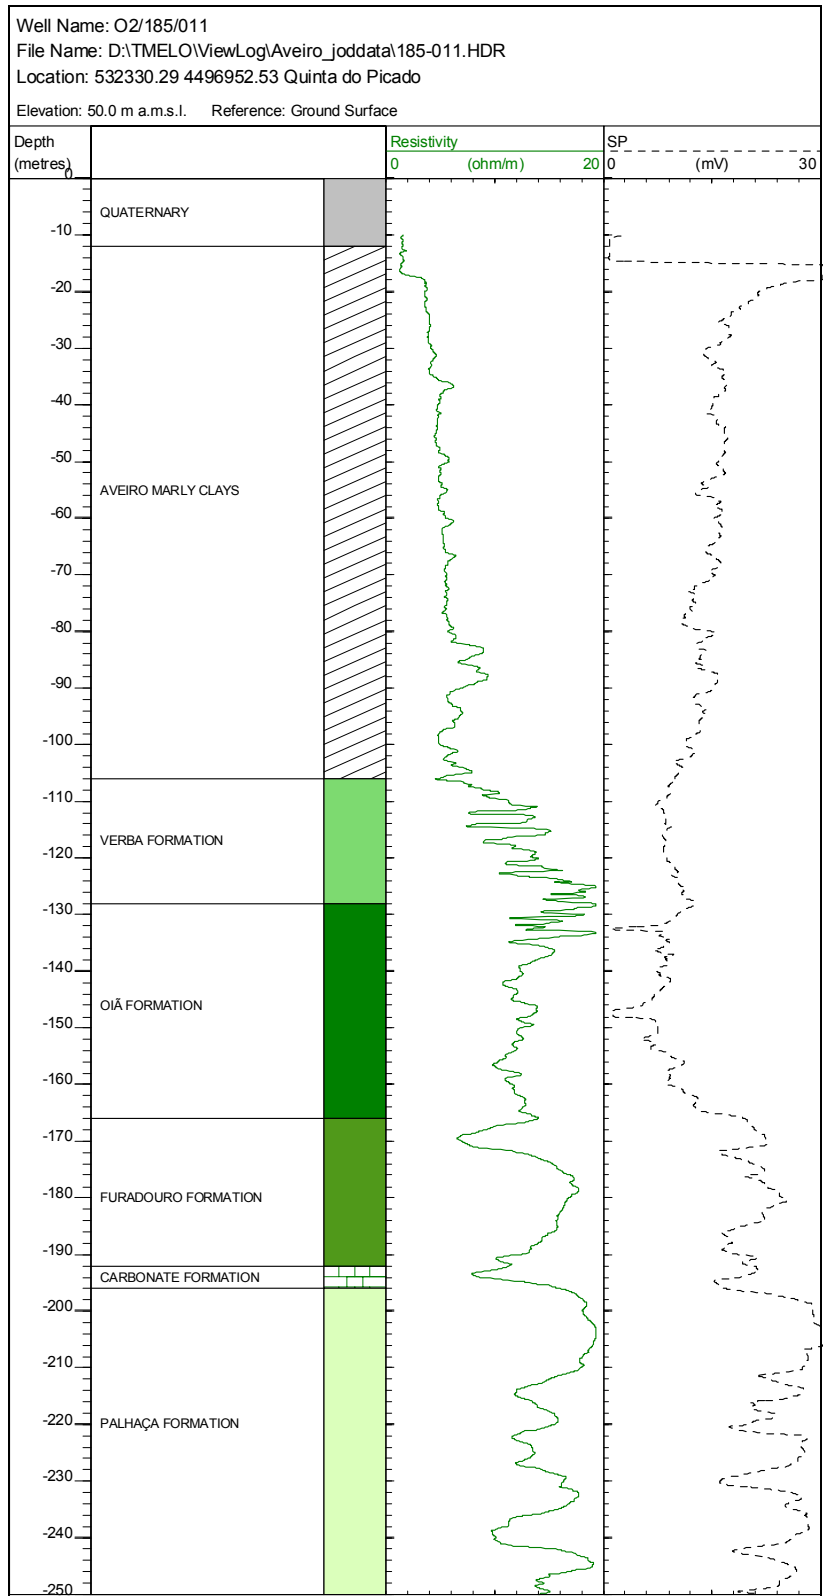 Well Name: O2/185/011
File Name: D:\TMELO\ViewLog\Aveiro_joddata\185-011.HDR
Location: 532330.29 4496952.53 Quinta do Picado
Elevation: 50.0 m a.m.s.l. Reference: Ground Surface
Depth
(metres)
Resistivity
0 (ohm/m) 20
SP
0 (mV) 30
0
QUATERNARY
-10
-20
-30
-40
-50
AVEIRO MARLY CLAYS
-60
-70
-80
-90
-100
-110
VERBA FORMATION
-120
-130
-140
OIÃ FORMATION
-150
-160
-170
-180
FURADOURO FORMATION
-190
CARBONATE FORMATION
-200
-210
-220
PALHAÇA FORMATION
-230
-240
-250